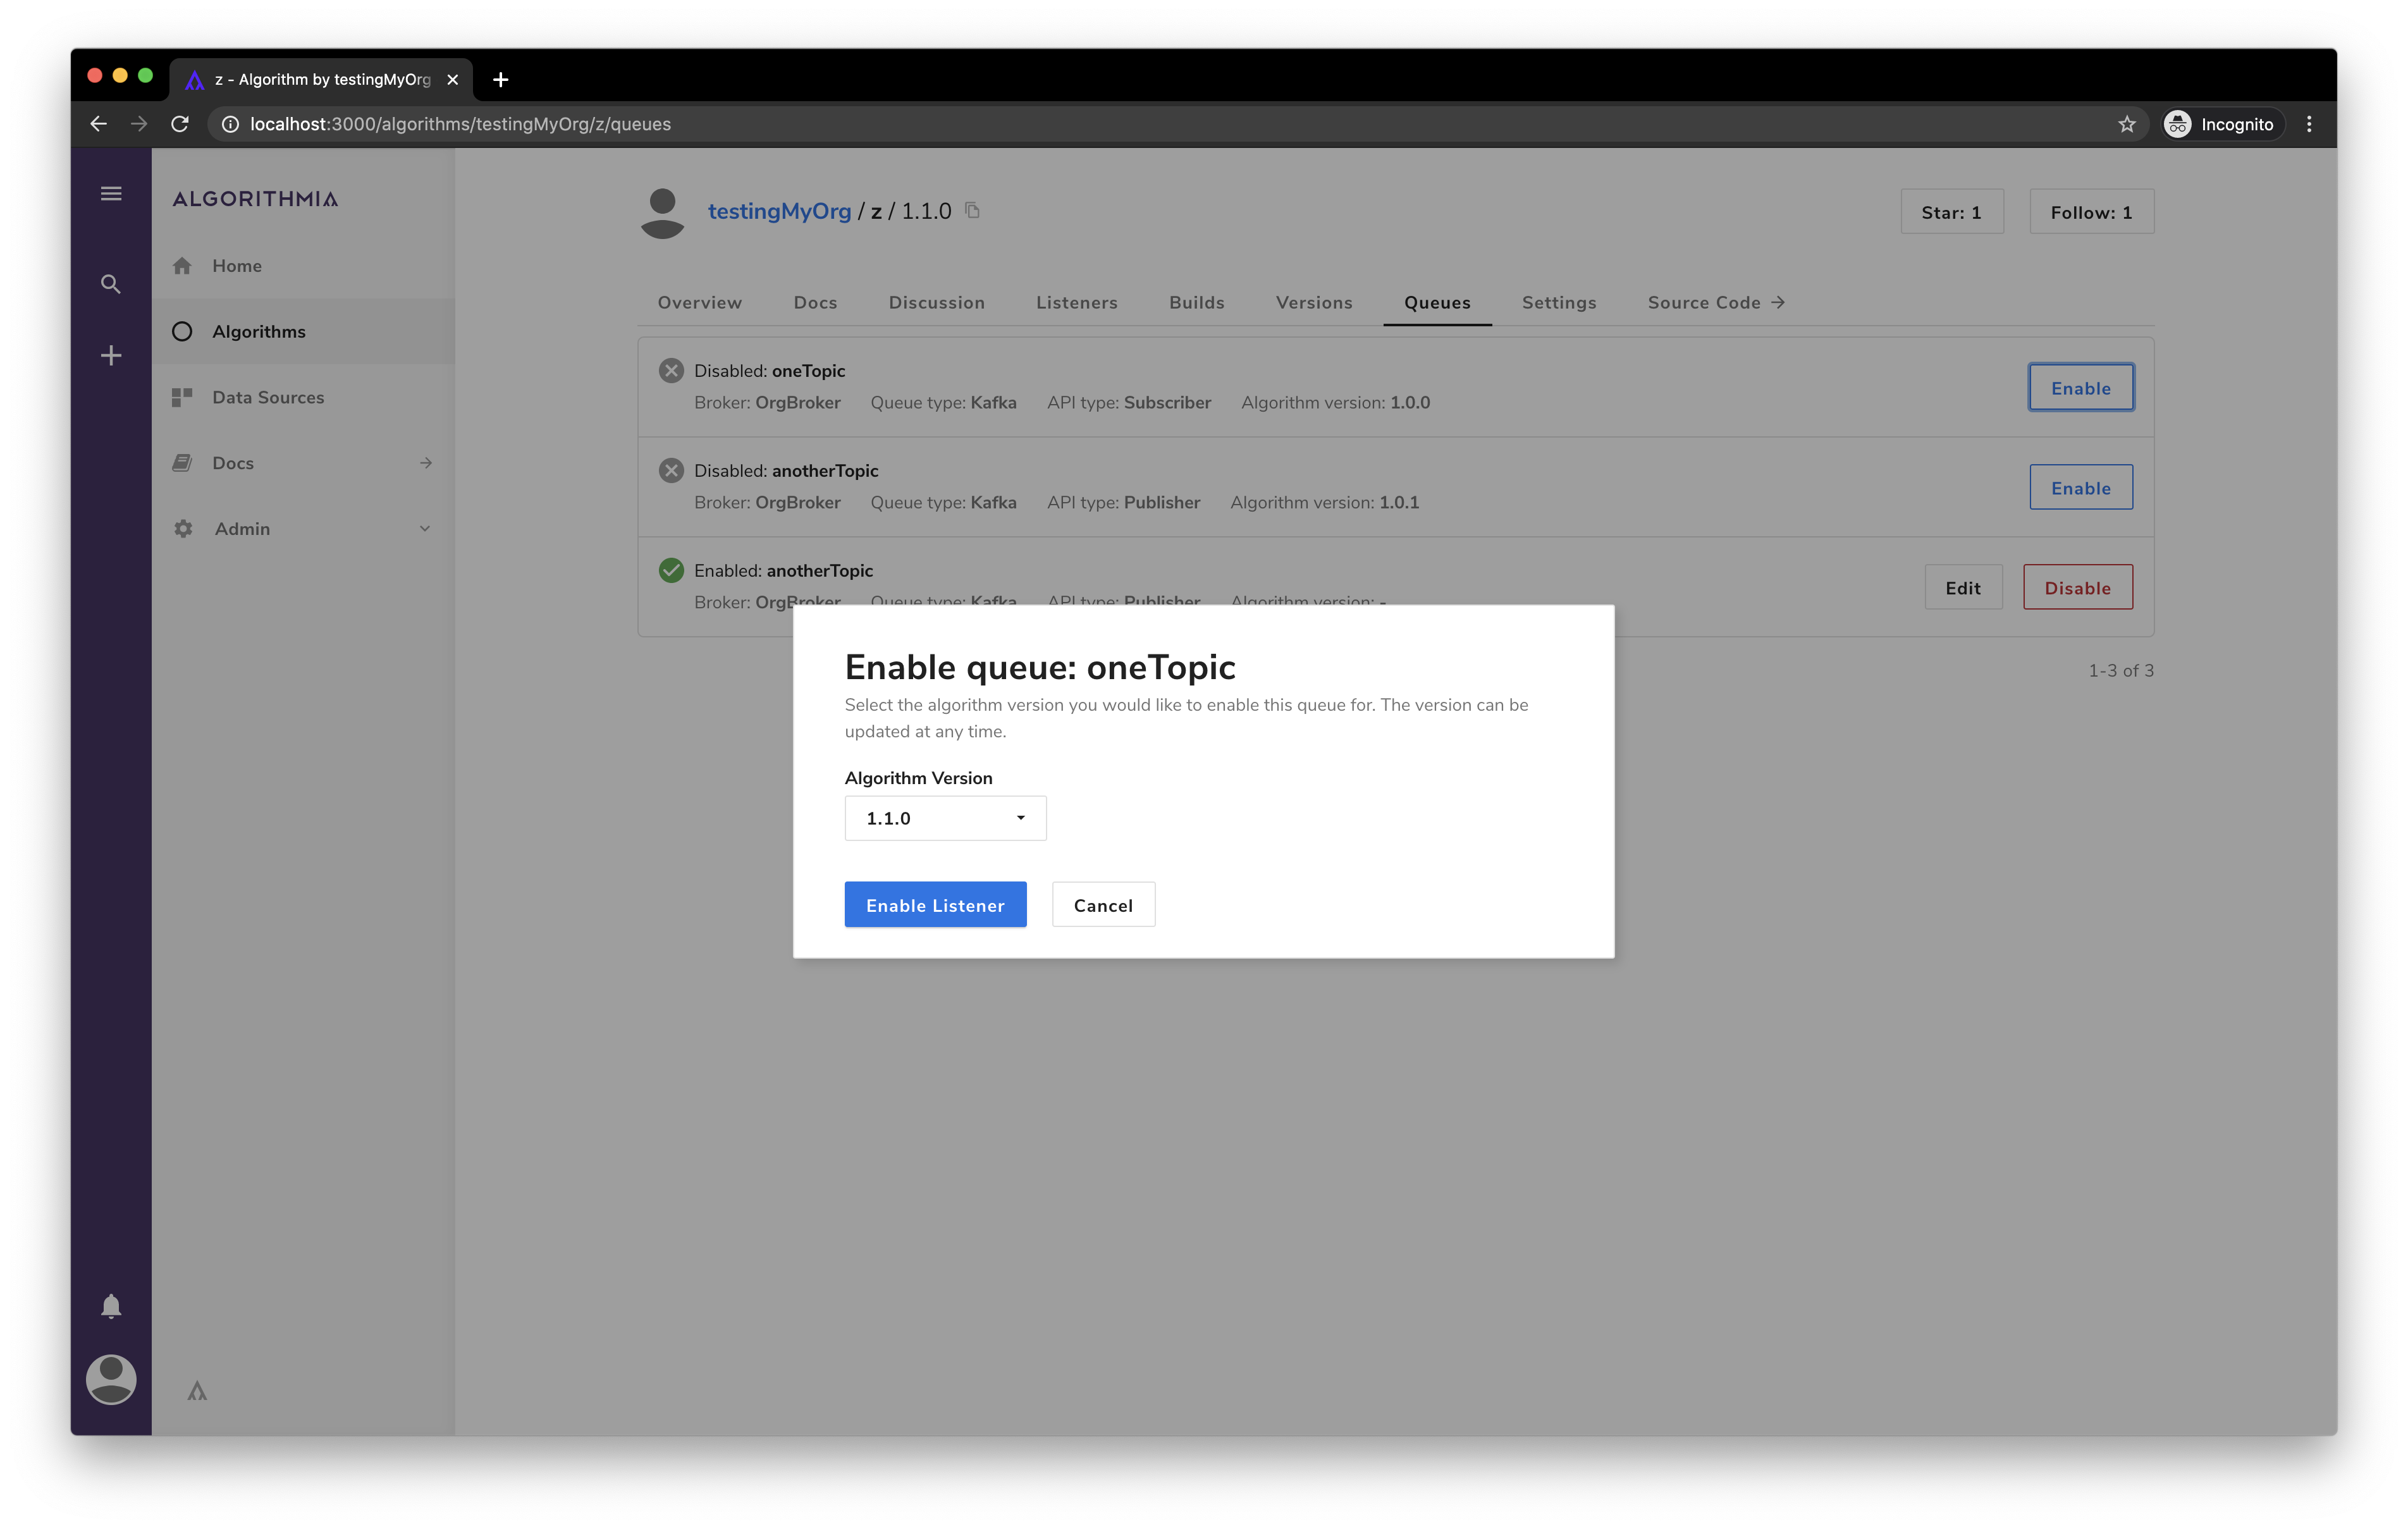 z - Algorithm by testingMyOrg
localhost:3000/algorithms/testingMyOrg/z/queues
Incognito
ALGORITHMIA
Home
Algorithms
Data Sources
Docs
Admin
testingMyOrg / z / 1.1.0
Star: 1
Follow: 1
Overview Docs Discussion Listeners Builds Versions Queues Settings Source Code →
Disabled: oneTopic
Broker: OrgBroker Queue type: Kafka API type: Subscriber Algorithm version: 1.0.0
Enable
Disabled: anotherTopic
Broker: OrgBroker Queue type: Kafka API type: Publisher Algorithm version: 1.0.1
Enable
Enabled: anotherTopic
Broker: OrgBroker Queue type: Kafka API type: Publisher Algorithm version: -
Edit
Disable
1-3 of 3
Enable queue: oneTopic
Select the algorithm version you would like to enable this queue for. The version can be
updated at any time.
Algorithm Version
1.1.0
Enable Listener
Cancel